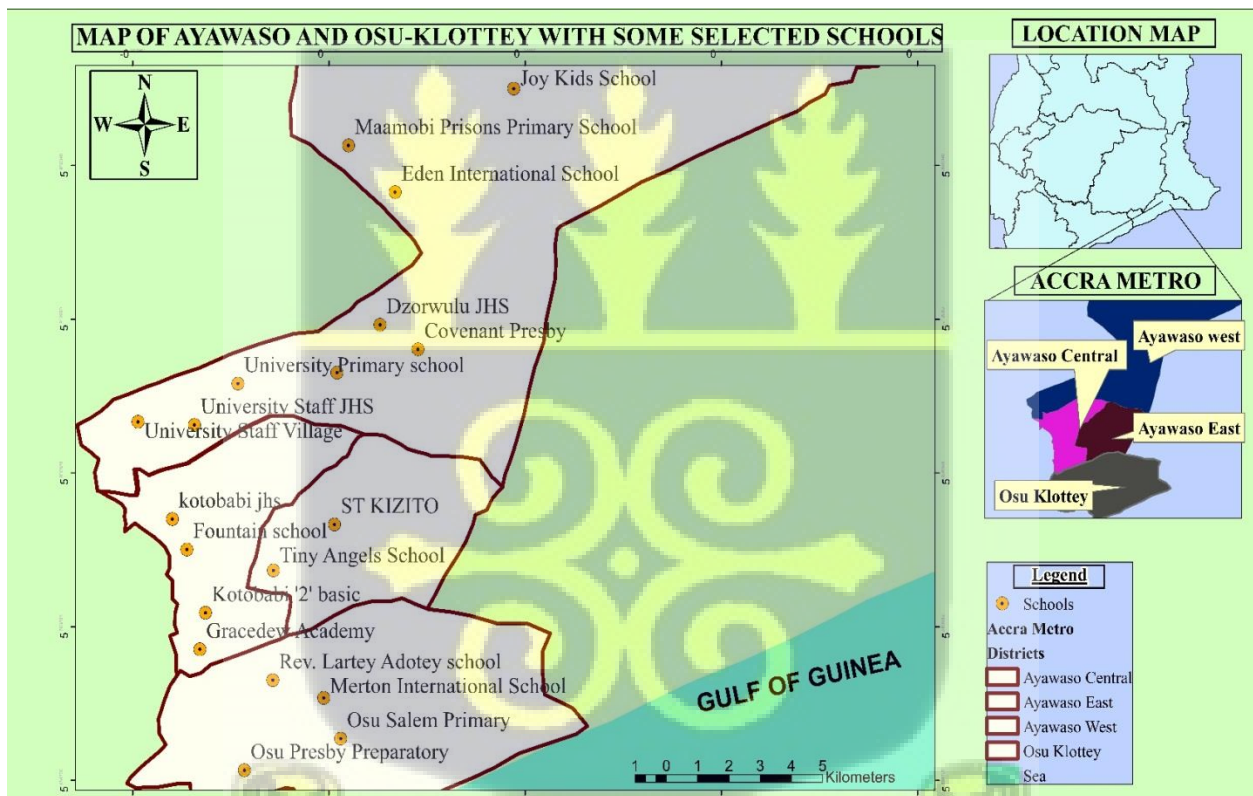 MAP OF AYAWASO AND OSU-KLOTTEY WITH SOME SELECTED SCHOOLS
N
W E
S
Joy Kids School
Maamobi Prisons Primary School
Eden International School
Dzorwulu JHS
Covenant Presby
University Primary school
University Staff JHS
University Staff Village
kotobabi jhs
ST KIZITO
Fountain school
Tiny Angels School
Kotobabi '2' basic
Gracedew Academy
Rev. Lartey Adotey school
Merton International School
Osu Salem Primary
Osu Presby Preparatory
GULF OF GUINEA
1 0 1 2 3 4 5
Kilometers
LOCATION MAP
ACCRA METRO
Ayawaso west
Ayawaso Central
Ayawaso East
Osu Klottey
Legend
Schools
Accra Metro
Districts
Ayawaso Central
Ayawaso East
Ayawaso West
Osu Klottey
Sea